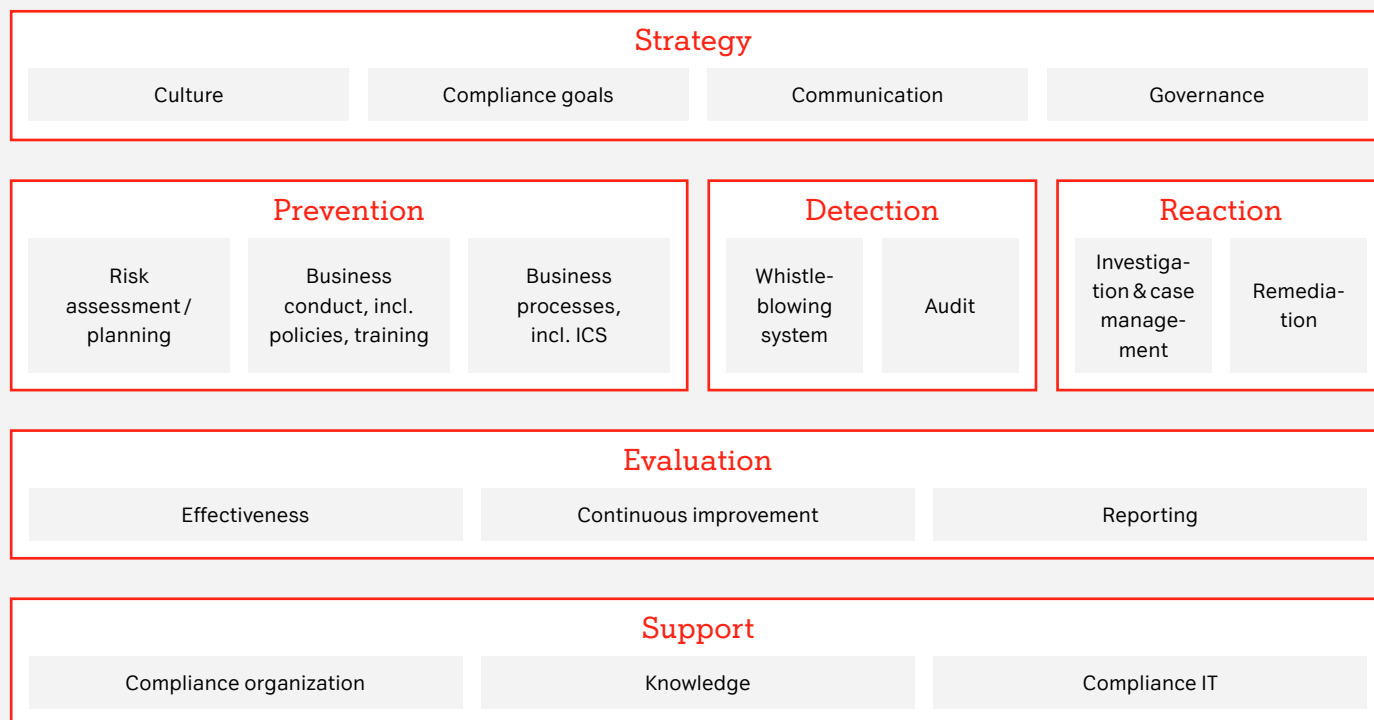 Strategy
Culture
Compliance goals
Communication
Governance
Prevention
Risk
assessment /
planning
Business
conduct, incl.
policies, training
Business
processes,
incl. ICS
Detection
Whistle-
blowing
system
Audit
Reaction
Investiga-
tion & case
manage-
ment
Remedia-
tion
Evaluation
Effectiveness
Continuous improvement
Reporting
Support
Compliance organization
Knowledge
Compliance IT